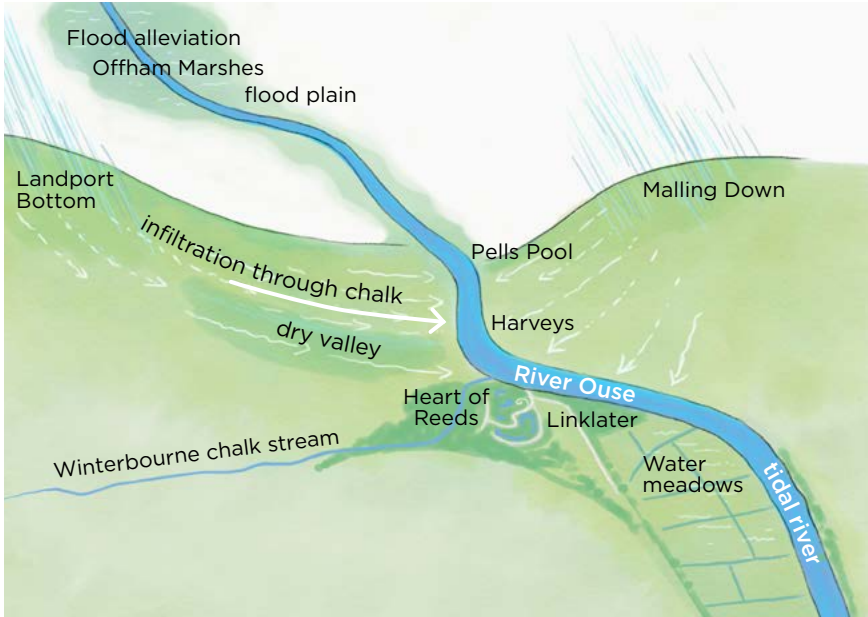 Flood alleviation
Offham Marshes
flood plain
Landport
Bottom
Malling Down
infiltration through chalk
Pells Pool
dry valley
Harveys
River Ouse
Heart of
Reeds
Linklater
Winterbourne chalk stream
Water
meadows
tidal river